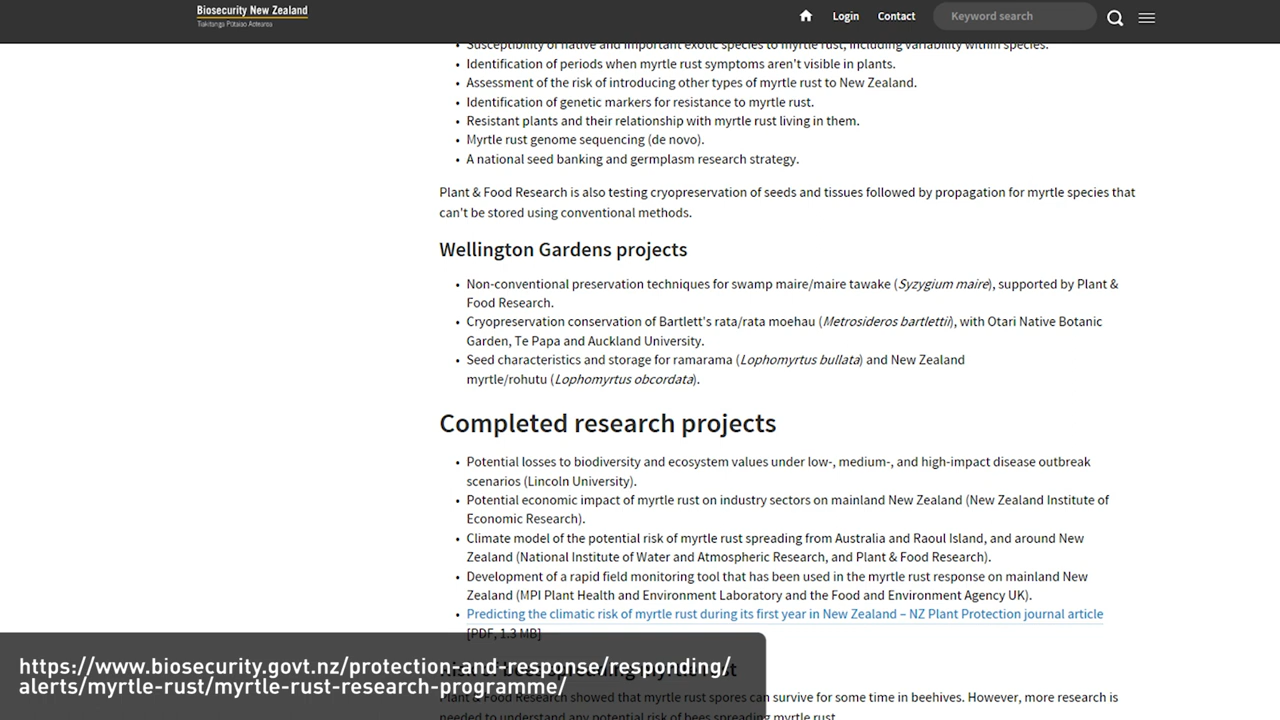 Biosecurity New Zealand
Tiakitanga Pūtaiao Aotearoa
Login Contact Keyword search
• Susceptibility of native and important exotic species to myrtle rust, including variability within species.
• Identification of periods when myrtle rust symptoms aren't visible in plants.
• Assessment of the risk of introducing other types of myrtle rust to New Zealand.
• Identification of genetic markers for resistance to myrtle rust.
• Resistant plants and their relationship with myrtle rust living in them.
• Myrtle rust genome sequencing (de novo).
• A national seed banking and germplasm research strategy.
Plant & Food Research is also testing cryopreservation of seeds and tissues followed by propagation for myrtle species that
can't be stored using conventional methods.
Wellington Gardens projects
• Non-conventional preservation techniques for swamp maire/maire tawake (Syzygium maire), supported by Plant &
Food Research.
• Cryopreservation conservation of Bartlett's rata/rata moehau (Metrosideros bartlettii), with Otari Native Botanic
Garden, Te Papa and Auckland University.
• Seed characteristics and storage for ramarama (Lophomyrtus bullata) and New Zealand
myrtle/rohutu (Lophomyrtus obcordata).
Completed research projects
• Potential losses to biodiversity and ecosystem values under low-, medium-, and high-impact disease outbreak
scenarios (Lincoln University).
• Potential economic impact of myrtle rust on industry sectors on mainland New Zealand (New Zealand Institute of
Economic Research).
• Climate model of the potential risk of myrtle rust spreading from Australia and Raoul Island, and around New
Zealand (National Institute of Water and Atmospheric Research, and Plant & Food Research).
• Development of a rapid field monitoring tool that has been used in the myrtle rust response on mainland New
Zealand (MPI Plant Health and Environment Laboratory and the Food and Environment Agency UK).
• Predicting the climatic risk of myrtle rust during its first year in New Zealand – NZ Plant Protection journal article
[PDF, 1.3 MB]
Risk of bees spreading myrtle rust
https://www.biosecurity.govt.nz/protection-and-response/responding/
alerts/myrtle-rust/myrtle-rust-research-programme/
Plant & Food Research showed that myrtle rust spores can survive for some time in beehives. However, more research is
needed to understand any potential risk of bees spreading myrtle rust.